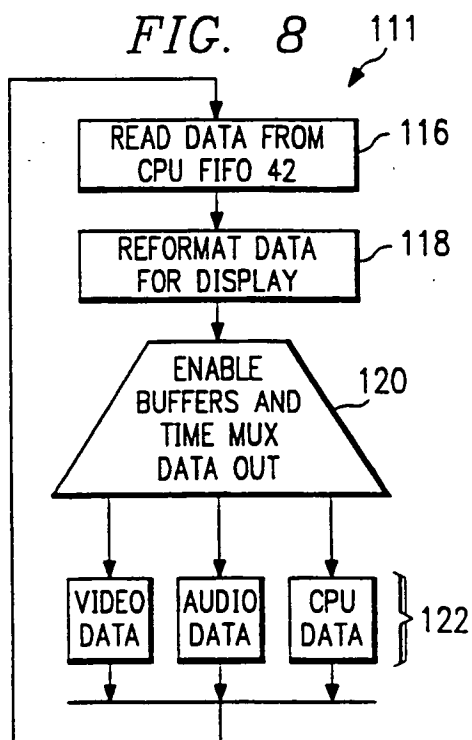 FIG. 8
111
READ DATA FROM
CPU FIFO 42
116
REFORMAT DATA
FOR DISPLAY
118
ENABLE
BUFFERS AND
TIME MUX
DATA OUT
120
VIDEO
DATA
AUDIO
DATA
CPU
DATA
122